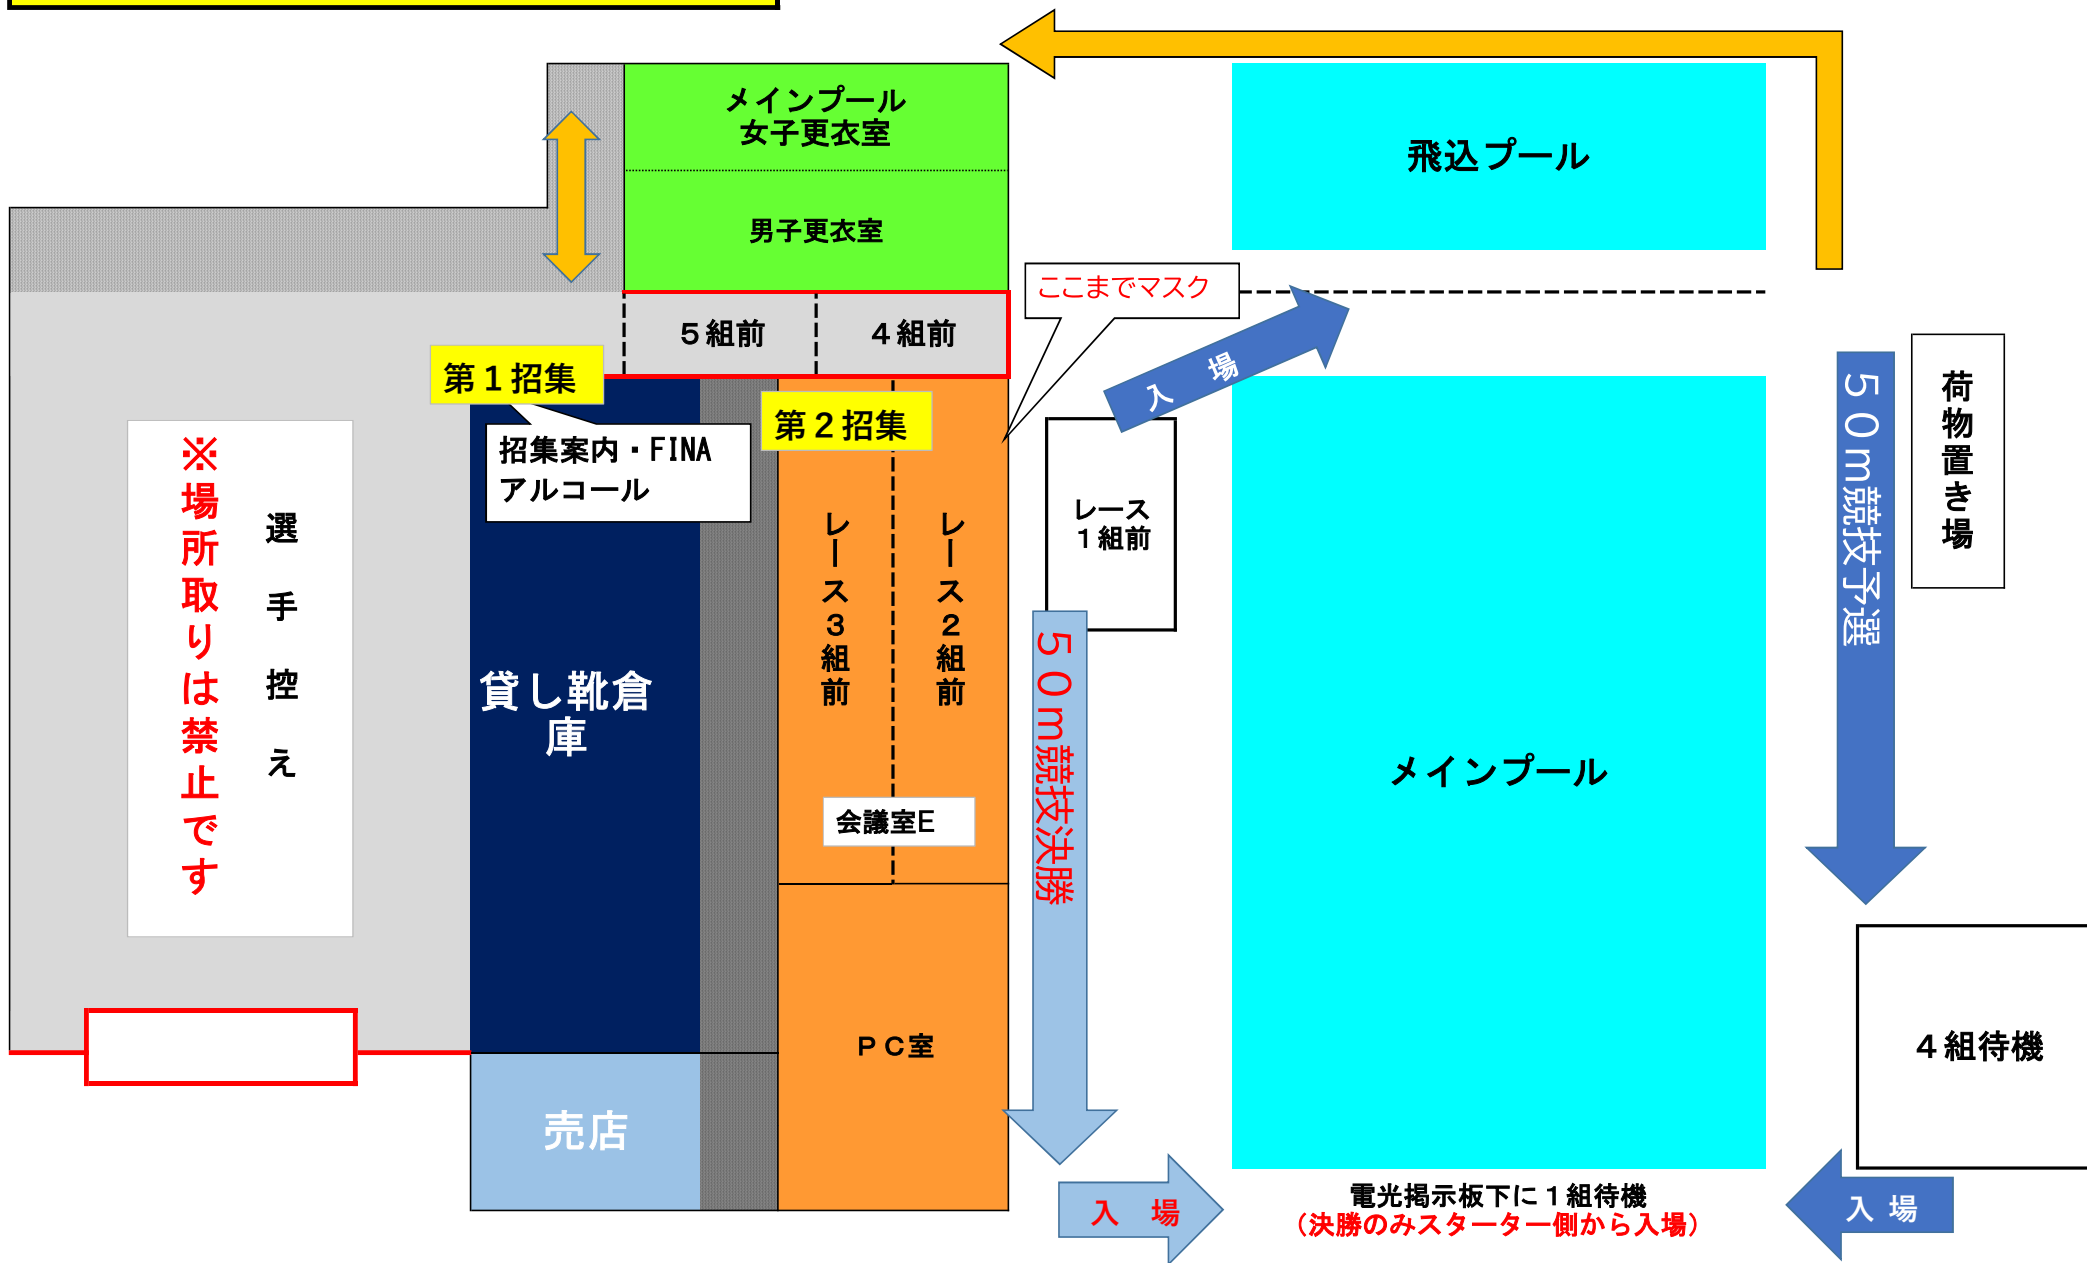 メインプール
女子更衣室
男子更衣室
飛込プール
ここまでマスク
５組前
４組前
第１招集
招集案内・FINA
アルコール
第２招集
入　場
レース
１組前
レース３組前
レース２組前
会議室E
ＰＣ室
選手控え
※場所取りは禁止です
貸し靴倉
庫
売店
５０ｍ競技決勝
メインプール
５０ｍ競技予選
荷物置き場
４組待機
入　場
電光掲示板下に１組待機
（決勝のみスターター側から入場）
入 場